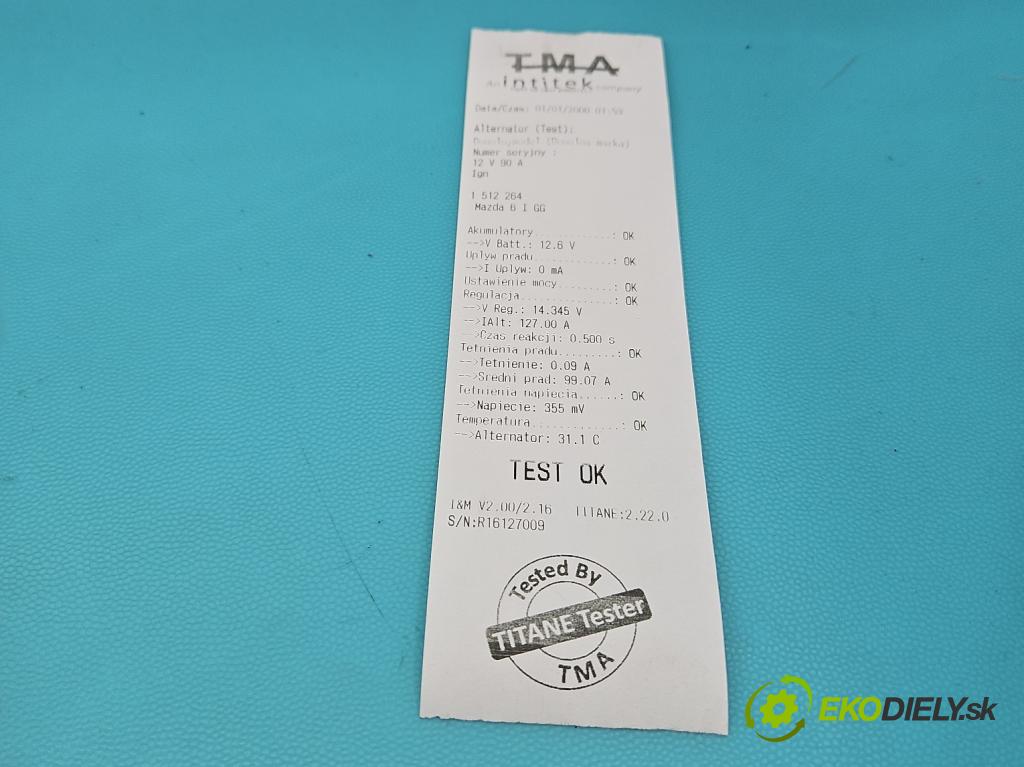 TMA
An intitek company
Data/Czas: 01/01/2000 01:59
Alternator (Test):
Numer seryjny :
12 V 90 A
Ign
1 512 264
Mazda 6 I GG
Akumulatory............: OK
-->V Batt.: 12.6 V
Uplyw pradu............: OK
-->I Uplyw: 0 mA
Ustawienie mocy........: OK
Regulacja..............: OK
-->V Reg.: 14.345 V
-->IAlt: 127.00 A
-->Czas reakcji: 0.500 s
Tetnienia pradu.........: OK
-->Tetnienie: 0.09 A
-->Sredni prad: 99.07 A
Tetnienia napiecia......: OK
-->Napiecie: 355 mV
Temperatura.............: OK
-->Alternator: 31.1 C
TEST OK
I&M V2.00/2.16 TITANE:2.22.0
S/N:R16127009
Tested By
TITANE Tester
TMA
EKODIELY.sk